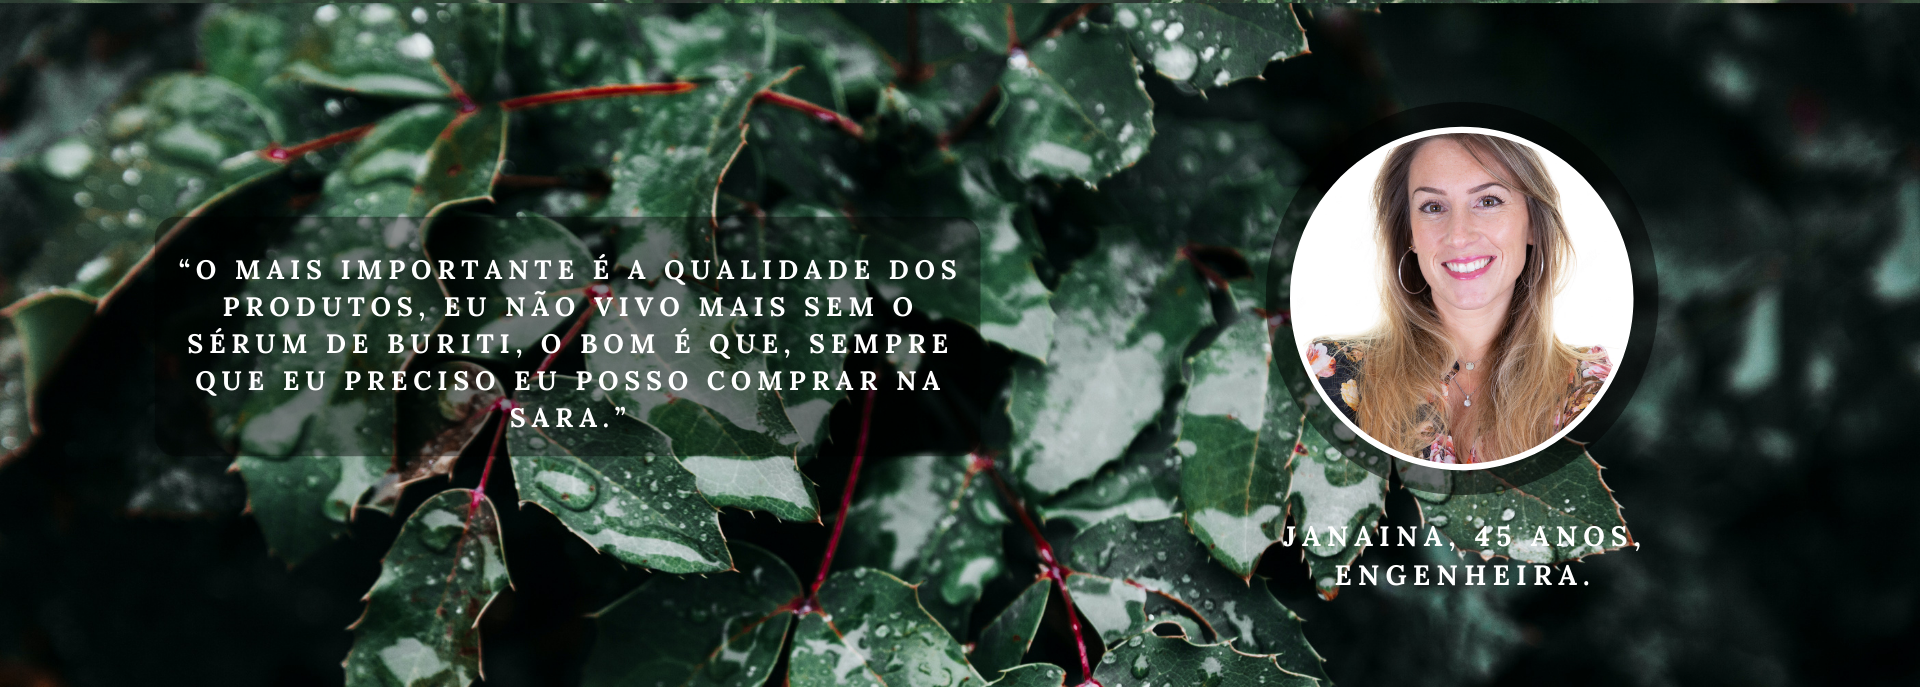 “O MAIS IMPORTANTE É A QUALIDADE DOS
PRODUTOS, EU NÃO VIVO MAIS SEM O
SÉRUM DE BURITI, O BOM É QUE, SEMPRE
QUE EU PRECISO EU POSSO COMPRAR NA
SARA.”
JANAINA, 45 ANOS,
ENGENHEIRA.